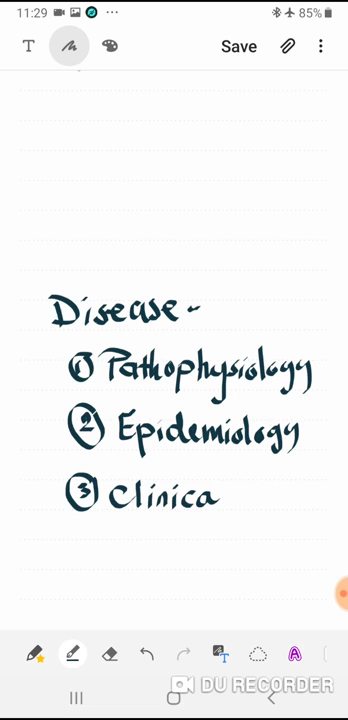 11:29
85%
T
Save
Disease -
① Pathophysiology
② Epidemiology
③ Clinica
T
A
DU RECORDER